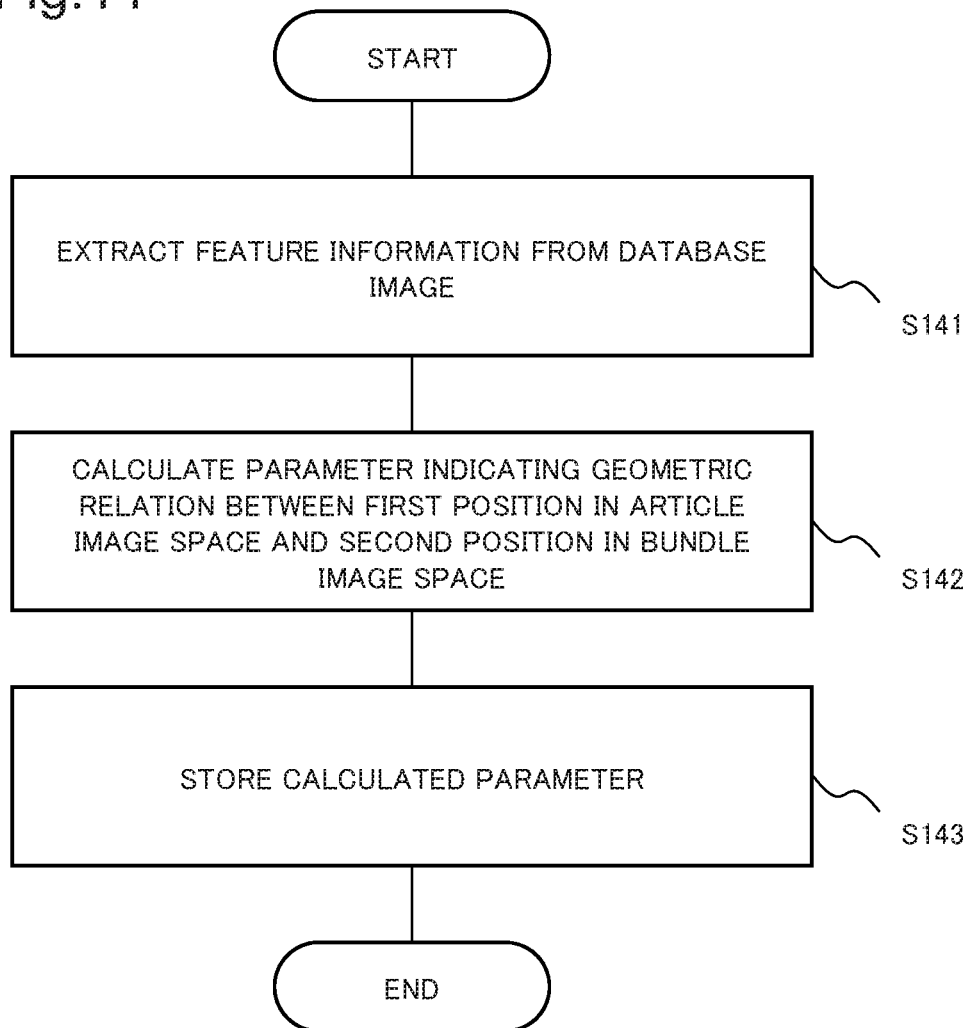 START
EXTRACT FEATURE INFORMATION FROM DATABASE
IMAGE
S141
CALCULATE PARAMETER INDICATING GEOMETRIC
RELATION BETWEEN FIRST POSITION IN ARTICLE
IMAGE SPACE AND SECOND POSITION IN BUNDLE
IMAGE SPACE
S142
STORE CALCULATED PARAMETER
S143
END